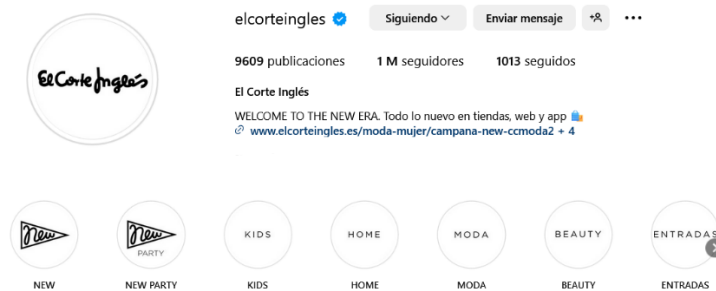 elcorteingles Siguiendo Enviar mensaje
9609 publicaciones 1 M seguidores 1013 seguidos
El Corte Inglés
El Corte Inglés
WELCOME TO THE NEW ERA. Todo lo nuevo en tiendas, web y app
www.elcorteingles.es/moda-mujer/campana-new-ccmoda2 + 4
new new PARTY KIDS HOME MODA BEAUTY ENTRADAS
NEW NEW PARTY KIDS HOME MODA BEAUTY ENTRADAS